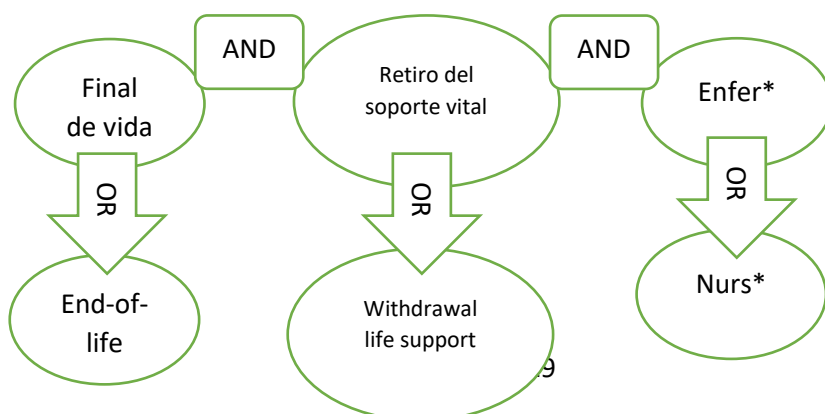 AND
AND
Final
de vida
Retiro del
soporte vital
Enfer*
OR
OR
OR
End-of-
life
Withdrawal
life support
Nurs*